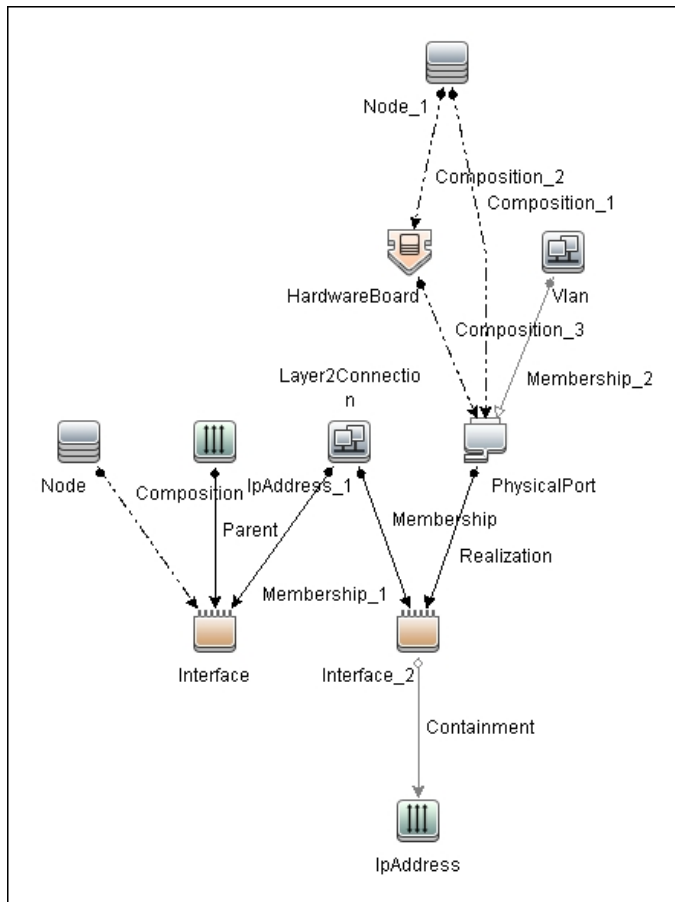 Node_1
Composition_2
Composition_1
HardwareBoard
Vlan
Composition_3
Layer2Connectio
n
Membership_2
Node
Composition
IpAddress_1
PhysicalPort
Membership
Parent
Realization
Membership_1
Interface
Interface_2
Containment
IpAddress